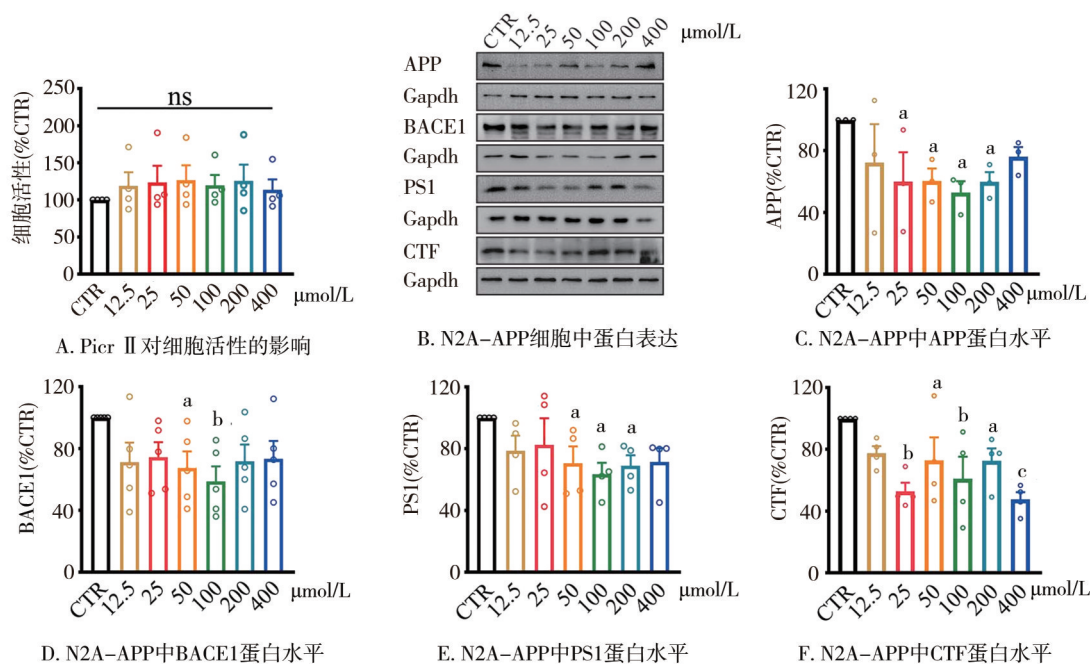 细胞活性(%CTR)
250
200
150
100
50
0
ns
CTR 12.5 25 50 100 200 400 μmol/L
A. Picr Ⅱ对细胞活性的影响
CTR 12.5 25 50 100 200 400 μmol/L
APP
Gapdh
BACE1
Gapdh
PS1
Gapdh
CTF
Gapdh
B. N2A-APP细胞中蛋白表达
APP(%CTR)
120
80
40
0
a a a a
CTR 12.5 25 50 100 200 400 μmol/L
C. N2A-APP中APP蛋白水平
BACE1(%CTR)
120
80
40
0
a b
CTR 12.5 25 50 100 200 400 μmol/L
D. N2A-APP中BACE1蛋白水平
PS1(%CTR)
120
80
40
0
a a a
CTR 12.5 25 50 100 200 400 μmol/L
E. N2A-APP中PS1蛋白水平
CTF(%CTR)
120
80
40
0
b a b a c
CTR 12.5 25 50 100 200 400 μmol/L
F. N2A-APP中CTF蛋白水平